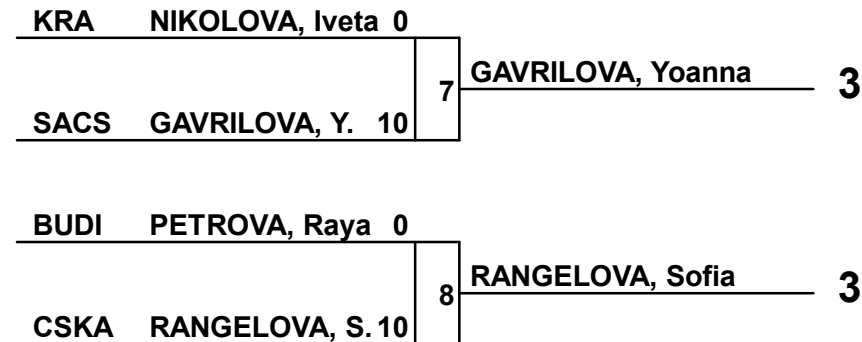 KRA NIKOLOVA, Iveta 0
7 GAVRILOVA, Yoanna 3
SACS GAVRILOVA, Y. 10
BUDI PETROVA, Raya 0
8 RANGELOVA, Sofia 3
CSKA RANGELOVA, S. 10